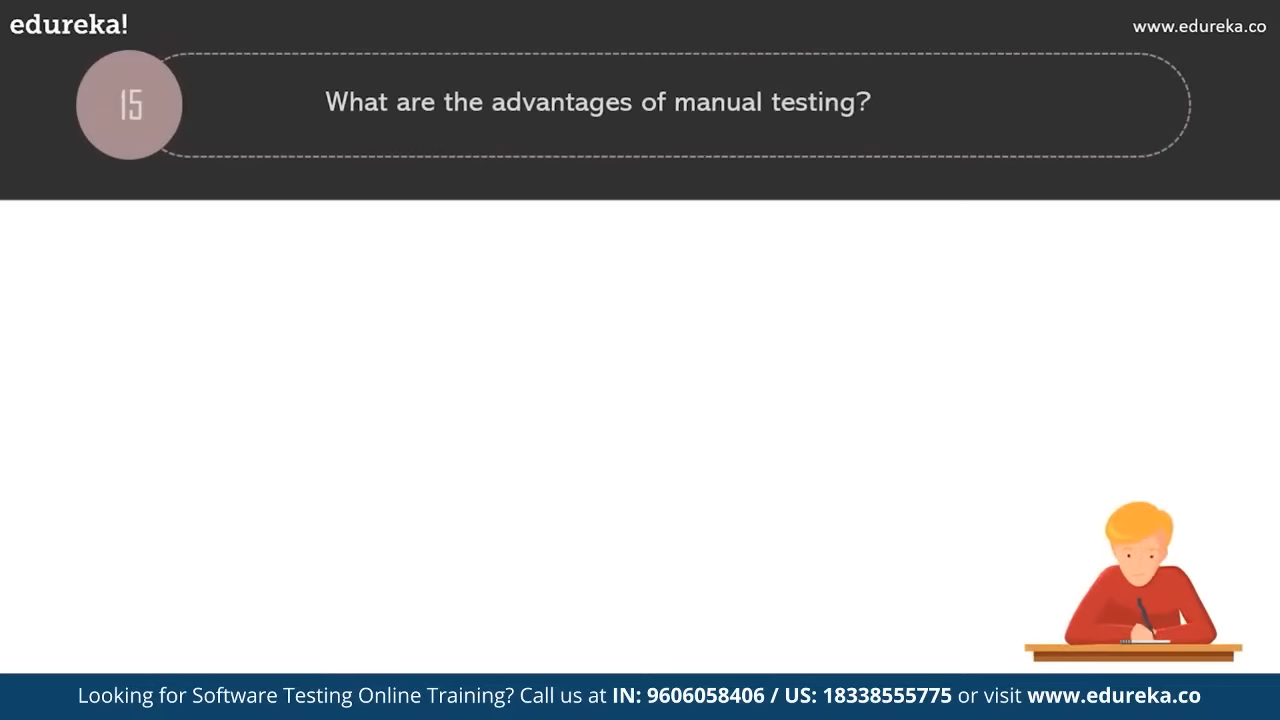 edureka!
www.edureka.co
15
What are the advantages of manual testing?
Looking for Software Testing Online Training? Call us at IN: 9606058406 / US: 18338555775 or visit www.edureka.co